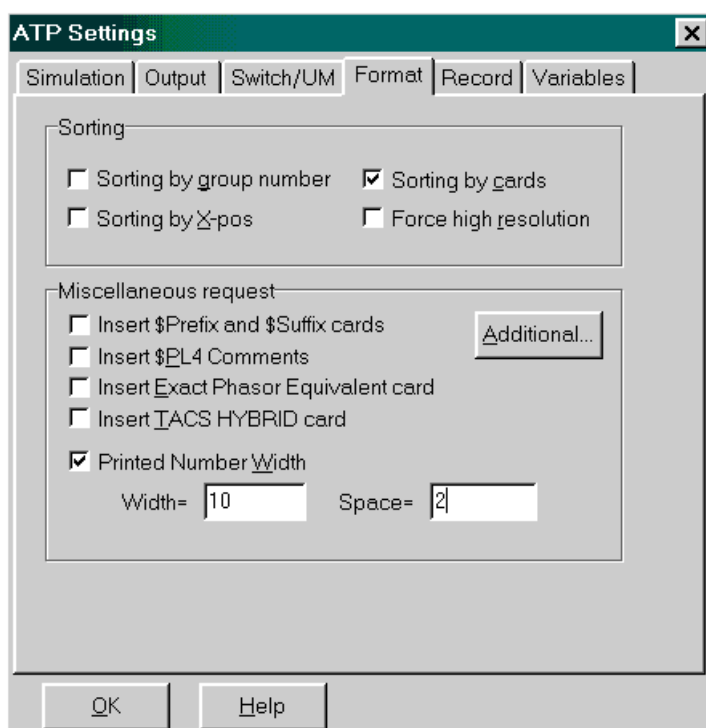 ATP Settings
Simulation Output Switch/UM Format Record Variables
Sorting
Sorting by group number Sorting by cards
Sorting by X-pos Force high resolution
Miscellaneous request
Insert $Prefix and $Suffix cards
Additional...
Insert $PL4 Comments
Insert Exact Phasor Equivalent card
Insert TACS HYBRID card
Printed Number Width
Width= 10 Space= 2
OK Help